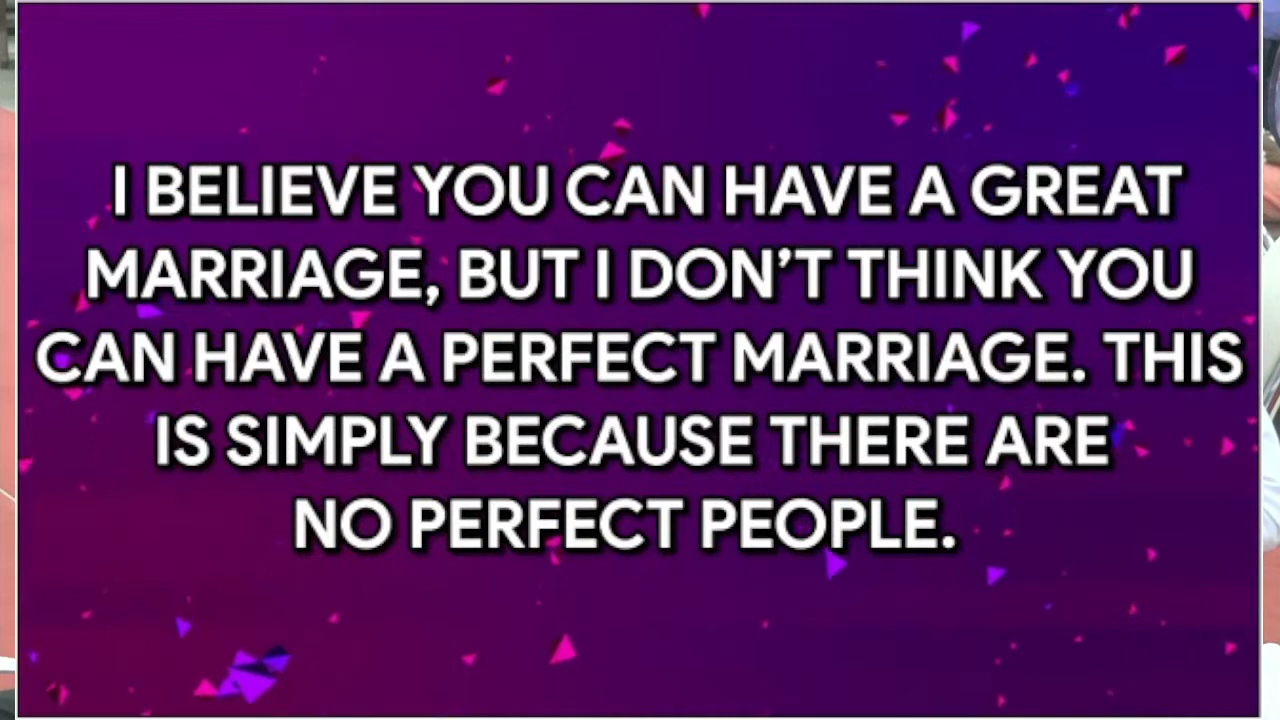 I BELIEVE YOU CAN HAVE A GREAT
MARRIAGE, BUT I DON’T THINK YOU
CAN HAVE A PERFECT MARRIAGE. THIS
IS SIMPLY BECAUSE THERE ARE
NO PERFECT PEOPLE.